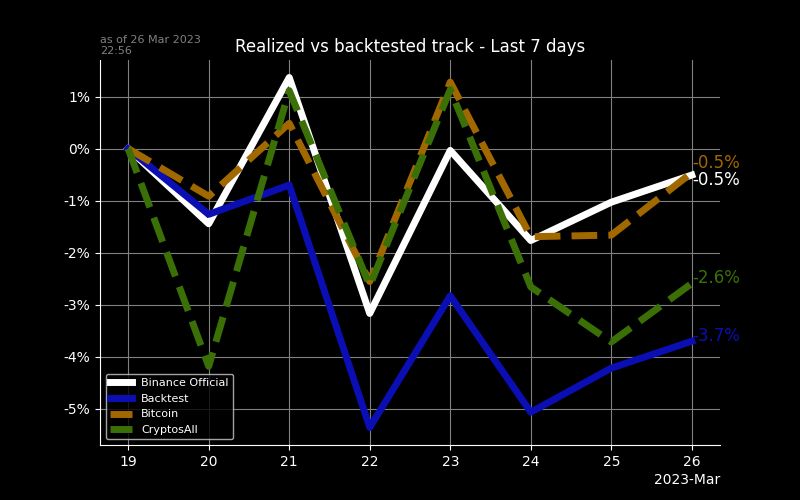 as of 26 Mar 2023
22:56
Realized vs backtested track - Last 7 days
1%
0%
-1%
-2%
-3%
-4%
-5%
-0.5%
-0.5%
-2.6%
-3.7%
Binance Official
Backtest
Bitcoin
CryptosAll
19 20 21 22 23 24 25 26
2023-Mar